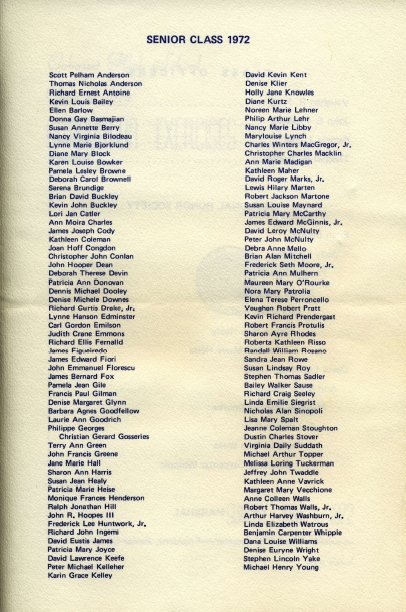 SENIOR CLASS 1972
Scott Pelham Anderson
Thomas Nicholas Anderson
Richard Ernest Antoine
Kevin Louis Bailey
Ellen Barlow
Donna Gay Basmajian
Susan Annette Berry
Nancy Virginia Bilodeau
Lynne Marie Bjorklund
Diane Mary Block
Karen Louise Bowker
Pamela Lesley Browne
Deborah Carol Brownell
Serena Brundige
Brian David Buckley
Kevin John Buckley
Lori Jan Catler
Ann Moira Charles
James Joseph Cody
Kathleen Coleman
Joan Hoff Congdon
Christopher John Conlan
John Hooper Dean
Deborah Therese Devin
Patricia Ann Donovan
Dennis Michael Dooley
Denise Michele Downes
Richard Gurtis Drake, Jr.
Lynne Hanson Edminster
Carl Gordon Emilson
Judith Crane Emmons
Richard Ellis Fernald
James Figueiredo
James Edward Fiori
John Emmanuel Florescu
James Bernard Fox
Pamela Jean Gile
Francis Paul Gilman
Denise Margaret Glynn
Barbara Agnes Goodfellow
Laurie Ann Goodrich
Philippe Georges
Christian Gerard Gosseries
Terry Ann Green
John Francis Greene
Jane Marie Hall
Sharon Ann Harris
Susan Jean Healy
Patricia Marie Heise
Monique Frances Henderson
Ralph Jonathan Hill
John R. Hoopes III
Frederick Lee Huntwork, Jr.
Richard John Ingemi
David Eustis James
Patricia Mary Joyce
David Lawrence Keefe
Peter Michael Kelleher
Karin Grace Kelley
David Kevin Kent
Denise Klier
Holly Jane Knowles
Diane Kurtz
Noreen Marie Lehner
Philip Arthur Lehr
Nancy Marie Libby
Marylouise Lynch
Charles Winters MacGregor, Jr.
Christopher Charles Macklin
Ann Marie Madigan
Kathleen Maher
David Roger Marks, Jr.
Lewis Hilary Marten
Robert Jackson Martone
Susan Louise Maynard
Patricia Mary McCarthy
James Edward McGinnis, Jr.
David Leroy McNulty
Peter John McNulty
Debra Anne Mello
Brian Alan Mitchell
Frederick Seth Moore, Jr.
Patricia Ann Mulhern
Maureen Mary O'Rourke
Nora Mary Patrolia
Elena Terese Perroncello
Vaughan Robert Pratt
Kevin Richard Prendergast
Robert Francis Protulis
Sharon Ayre Rhodes
Roberta Kathleen Risso
Randall William Rosano
Sandra Jean Rowe
Susan Lindsay Roy
Stephen Thomas Sadler
Bailey Walker Sause
Richard Craig Seeley
Linda Emilie Siegrist
Nicholas Alan Sinopoli
Lisa Mary Spalt
Jeanne Coleman Stoughton
Dustin Charles Stover
Virginia Daily Suddath
Michael Arthur Topper
Melissa Loring Tuckerman
Jeffrey John Twaddle
Kathleen Anne Vavrick
Margaret Mary Vecchione
Anne Colleen Walls
Robert Thomas Walls, Jr.
Arthur Harvey Washburn, Jr.
Linda Elizabeth Watrous
Benjamin Carpenter Whipple
Dana Louise Williams
Denise Euryne Wright
Stephen Lincoln Yake
Michael Henry Young